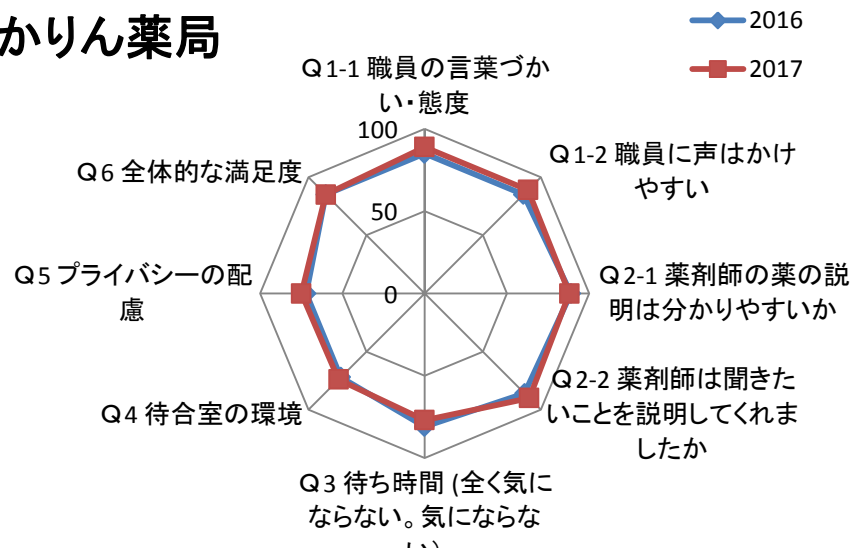 かりん薬局
2016
2017
Q1-1 職員の言葉づか
い・態度
100
50
0
Q1-2 職員に声はかけ
やすい
Q2-1 薬剤師の薬の説
明は分かりやすいか
Q2-2 薬剤師は聞きた
いことを説明してくれま
したか
Q3 待ち時間 (全く気に
ならない。気にならな
い)
Q4 待合室の環境
Q5 プライバシーの配
慮
Q6 全体的な満足度